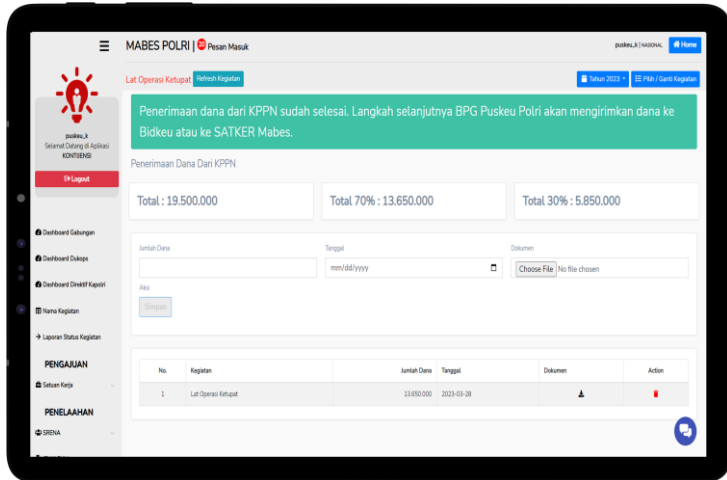 MABES POLRI | 20 Pesan Masuk
puskeu_k | NASIONAL
Home
Lat Operasi Ketupat
Refresh Kegiatan
Tahun 2023
Pilih / Ganti Kegiatan
puskeu_k
Selamat Datang di Aplikasi
KONTIJENSI
Logout
Dashboard Gabungan
Dashboard Dukops
Dashboard Direktif Kapolri
Nama Kegiatan
Laporan Status Kegiatan
PENGAJUAN
Satuan Kerja
PENELAAHAN
SRENA
Penerimaan dana dari KPPN sudah selesai. Langkah selanjutnya BPG Puskeu Polri akan mengirimkan dana ke
Bidkeu atau ke SATKER Mabes.
Penerimaan Dana Dari KPPN
Total : 19.500.000
Total 70% : 13.650.000
Total 30% : 5.850.000
Jumlah Dana
Tanggal
Dokumen
mm/dd/yyyy
Choose File No file chosen
Aksi
Simpan
No. Kegiatan Jumlah Dana Tanggal Dokumen Action
1 Lat Operasi Ketupat 13.650.000 2023-03-28